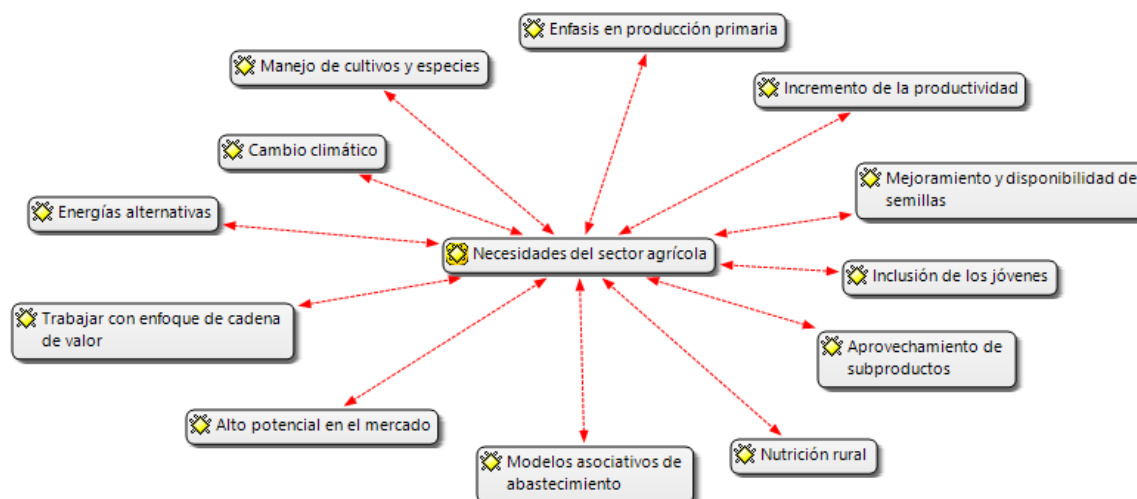 Enfasis en producción primaria
Manejo de cultivos y especies
Incremento de la productividad
Cambio climático
Mejoramiento y disponibilidad de
semillas
Energías alternativas
Necesidades del sector agrícola
Inclusión de los jóvenes
Trabajar con enfoque de cadena
de valor
Aprovechamiento de
subproductos
Alto potencial en el mercado
Modelos asociativos de
abastecimiento
Nutrición rural